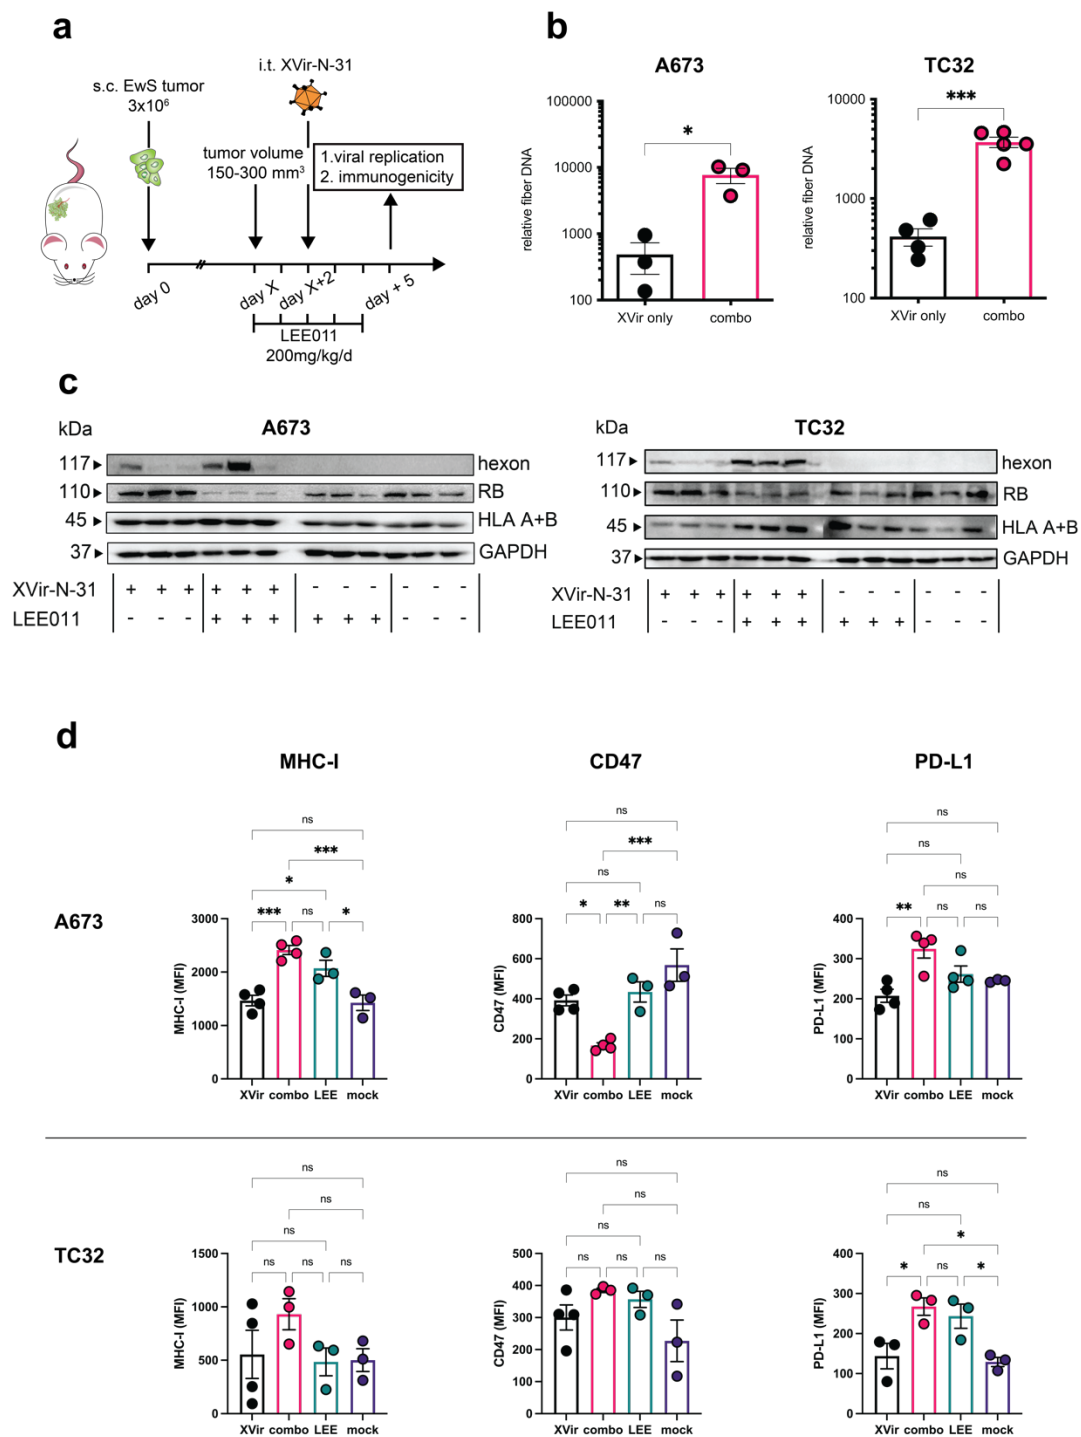 a
i.t. XVir-N-31
s.c. EwS tumor
3x10⁶
tumor volume
150-300 mm³
1.viral replication
2. immunogenicity
day 0
day X
day X+2
day + 5
LEE011
200mg/kg/d
b
A673
relative fiber DNA
100000
10000
1000
100
*
XVir only
combo
TC32
relative fiber DNA
10000
1000
100
***
XVir only
combo
c
kDa
A673
117
hexon
110
RB
45
HLA A+B
37
GAPDH
XVir-N-31 + + + + + + - - - - - -
LEE011 - - - + + + + + + - - -
kDa
TC32
117
hexon
110
RB
45
HLA A+B
37
GAPDH
XVir-N-31 + + + + + + - - - - - -
LEE011 - - - + + + + + + - - -
d
MHC-I
CD47
PD-L1
A673
ns
***
*
*** ns *
MHC-I (MFI)
3000
2000
1000
0
XVir combo LEE mock
ns
***
ns
* ** ns
CD47 (MFI)
800
600
400
200
0
XVir combo LEE mock
ns
ns
ns
** ns ns
PD-L1 (MFI)
400
300
200
100
0
XVir combo LEE mock
TC32
ns
ns
ns
ns ns ns
MHC-I (MFI)
1500
1000
500
0
XVir combo LEE mock
ns
ns
ns
ns ns ns
CD47 (MFI)
500
400
300
200
100
0
XVir combo LEE mock
ns
ns
*
* ns *
PD-L1 (MFI)
400
300
200
100
0
XVir combo LEE mock